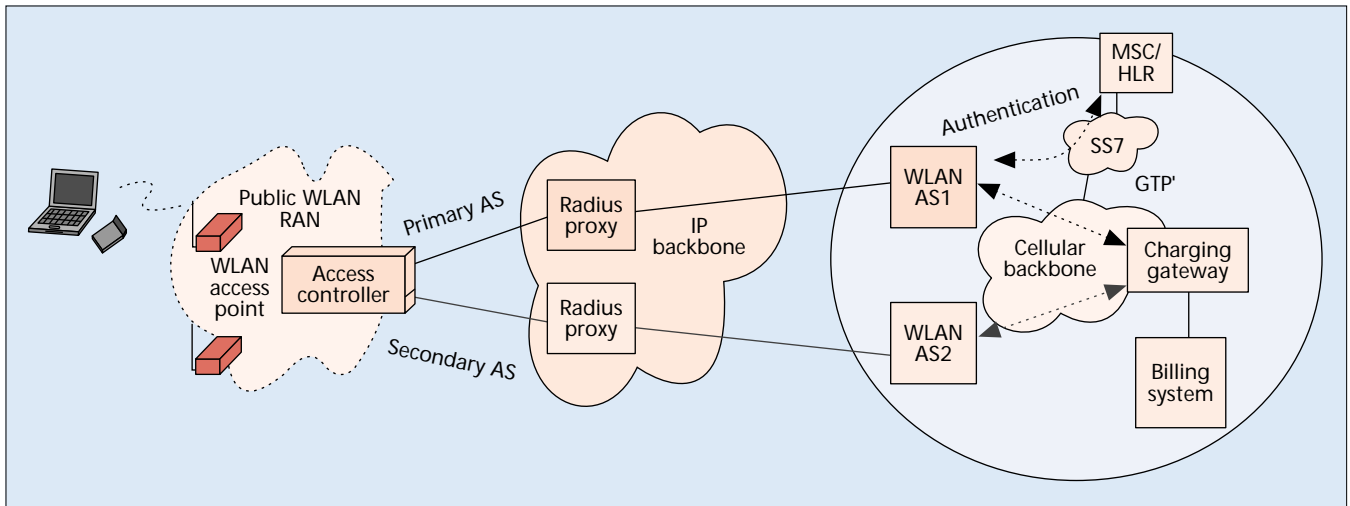 Public WLAN
RAN
WLAN
access
point
Access
controller
Primary AS
Secondary AS
Radius
proxy
IP
backbone
Radius
proxy
MSC/
HLR
Authentication
SS7
WLAN
AS1
GTP'
Cellular
backbone
Charging
gateway
WLAN
AS2
Billing
system